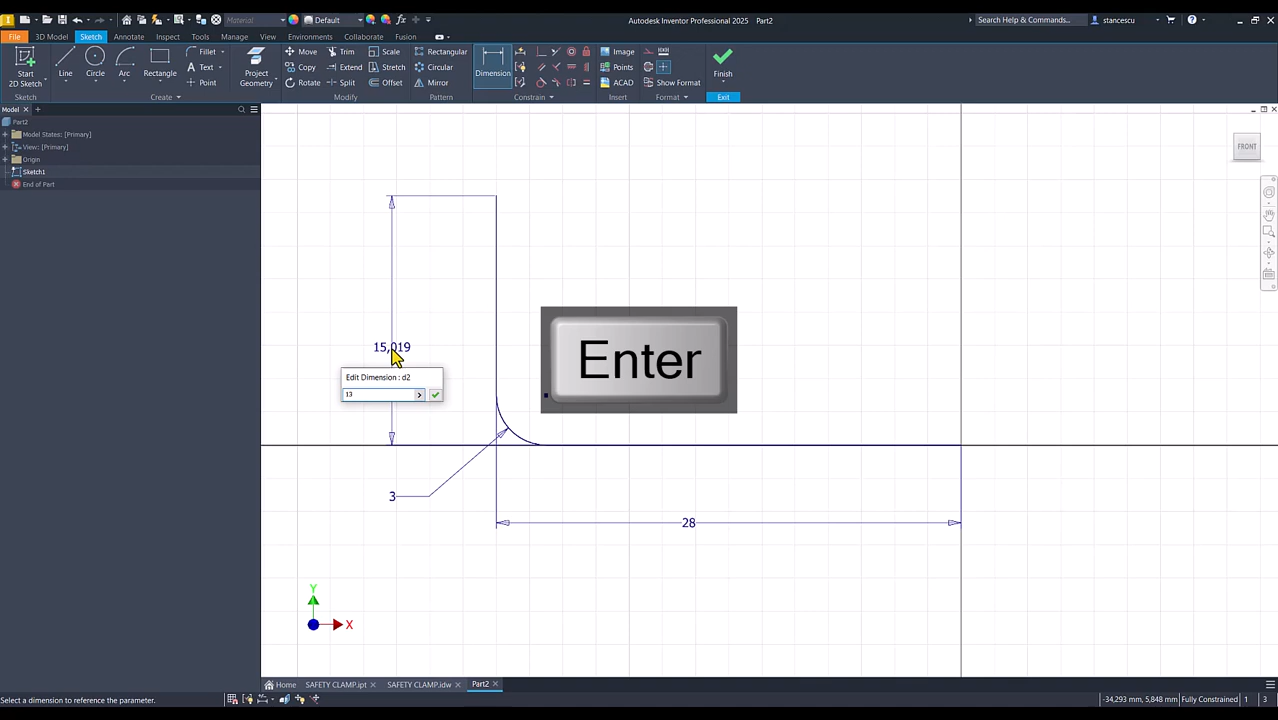 Material
Default
Autodesk Inventor Professional 2025 Part2
Search Help & Commands...
stancescu
File
3D Model
Sketch
Annotate
Inspect
Tools
Manage
View
Environments
Collaborate
Fusion
Start
2D Sketch
Line
Circle
Arc
Rectangle
Fillet
Text
Point
Create
Project
Geometry
Move
Copy
Rotate
Trim
Extend
Split
Scale
Stretch
Offset
Modify
Rectangular
Circular
Mirror
Pattern
Dimension
Constrain
Image
Points
ACAD
Insert
Show Format
Format
Finish
Exit
Model
Part2
Model States: [Primary]
View: [Primary]
Origin
Sketch1
End of Part
FRONT
15,019
Edit Dimension : d2
13
Enter
3
28
Y
X
Home
SAFETY CLAMP.ipt
SAFETY CLAMP.idw
Part2
Select a dimension to reference the parameter.
-34,293 mm, 5,848 mm
Fully Constrained
1
3